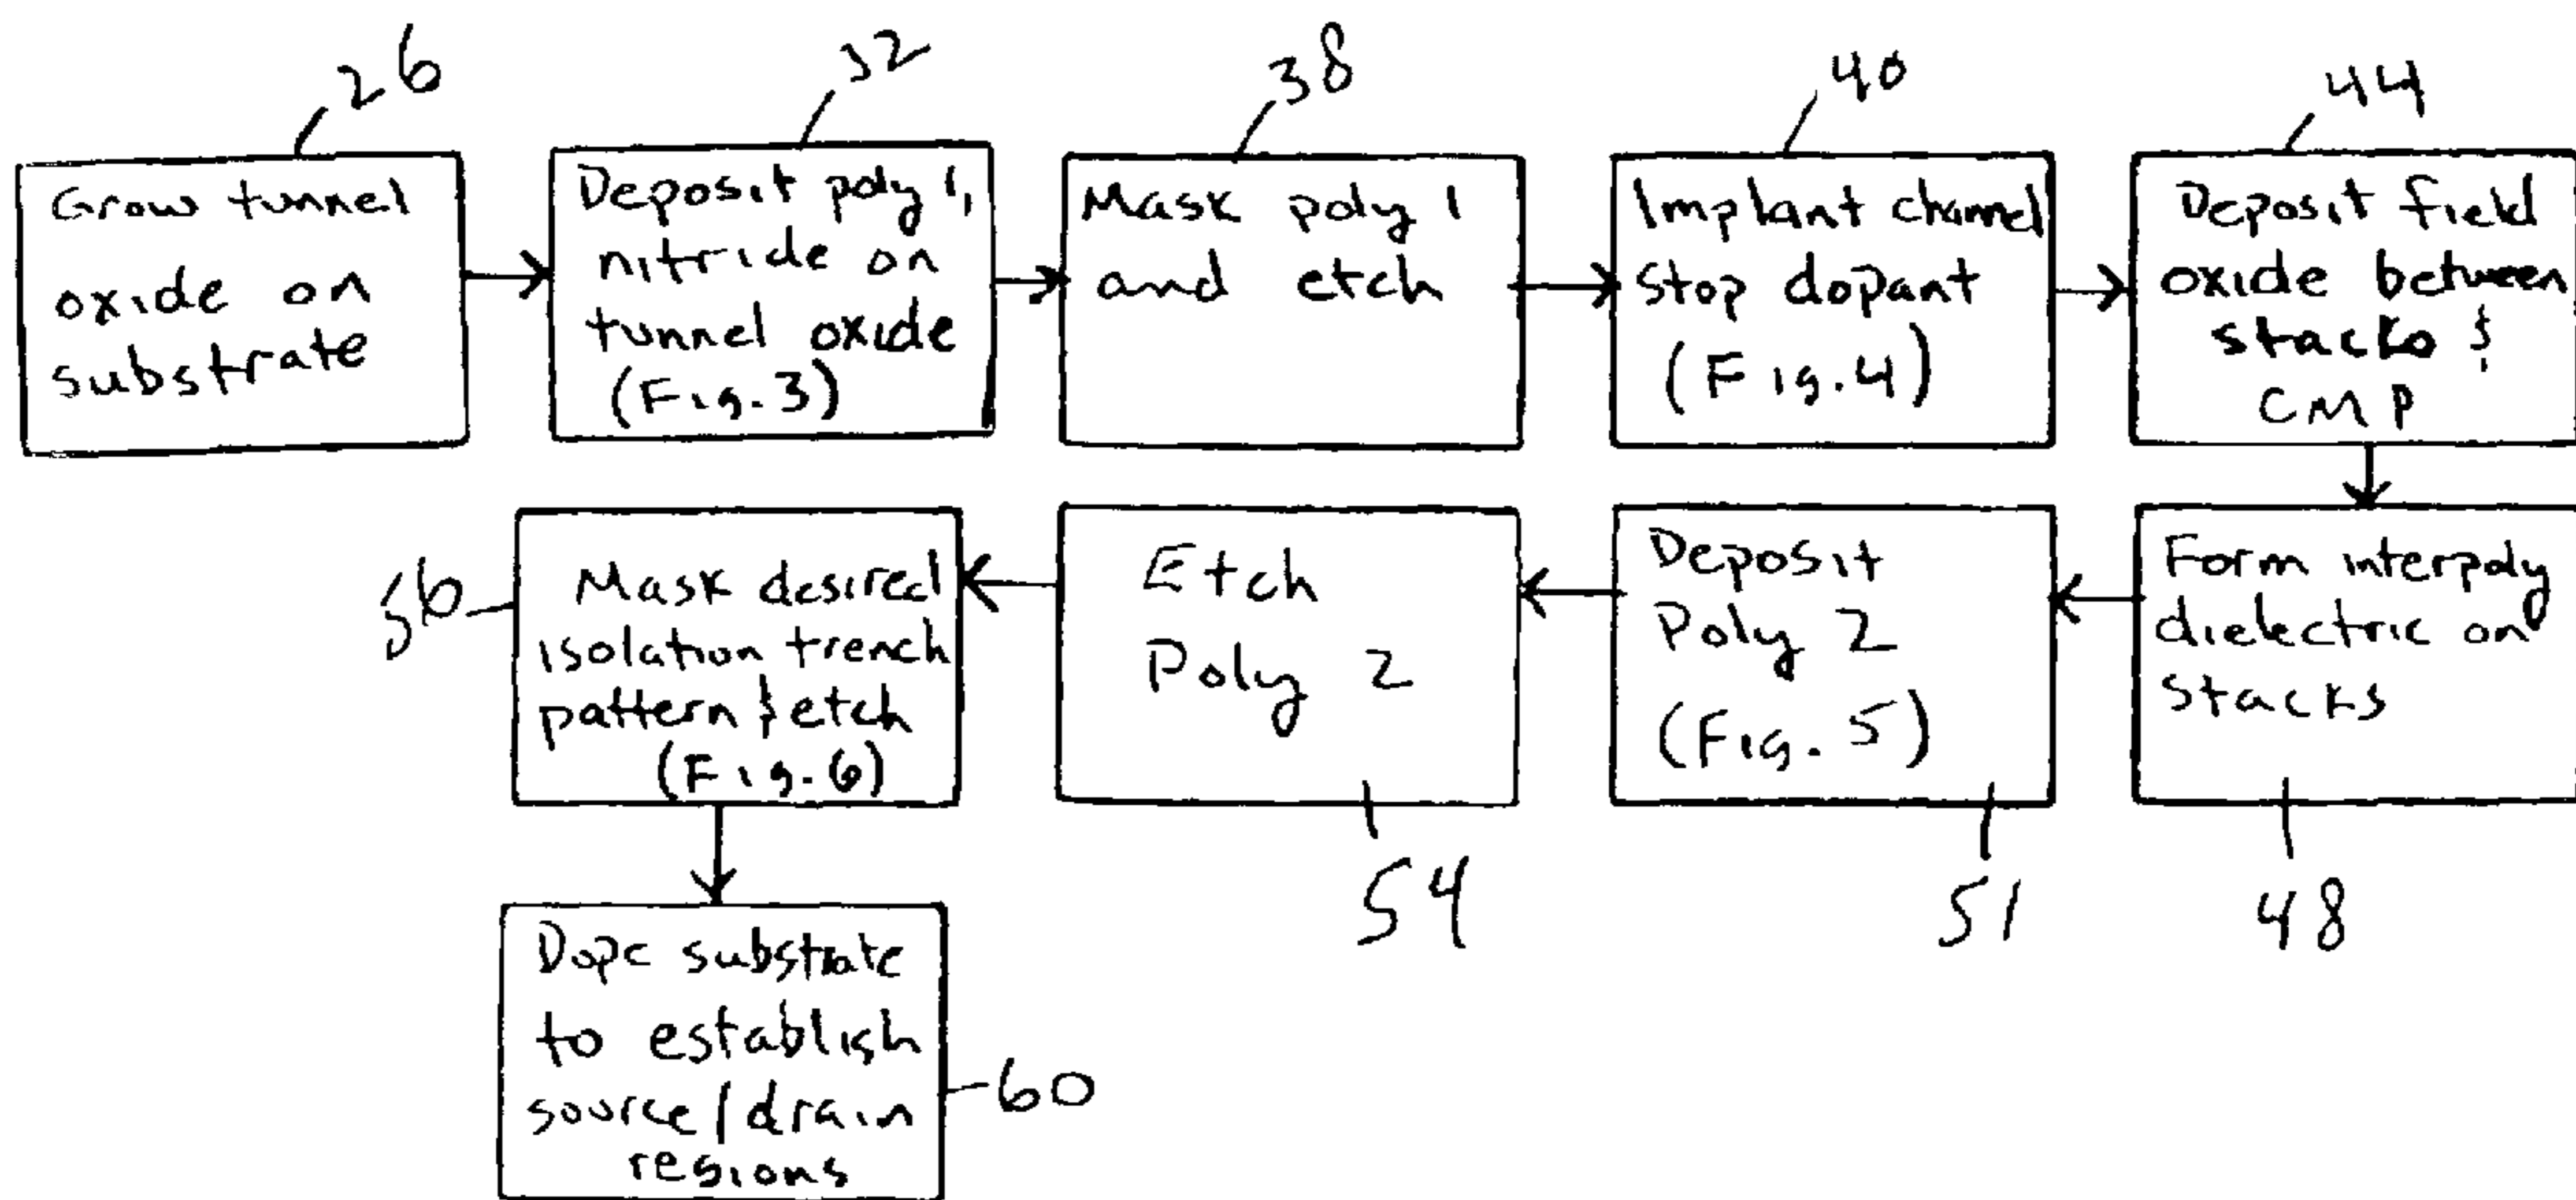 26
32
38
40
44
Grow tunnel
oxide on
substrate
Deposit poly 1,
nitride on
tunnel oxide
(Fig. 3)
Mask poly 1
and etch
Implant channel
stop dopant
(Fig. 4)
Deposit field
oxide between
stacks &
CMP
56
Mask desired
isolation trench
pattern & etch
(Fig. 6)
Etch
Poly 2
54
Deposit
Poly 2
(Fig. 5)
51
Form interpoly
dielectric on
stacks
48
Dope substrate
to establish
source/drain
regions
60